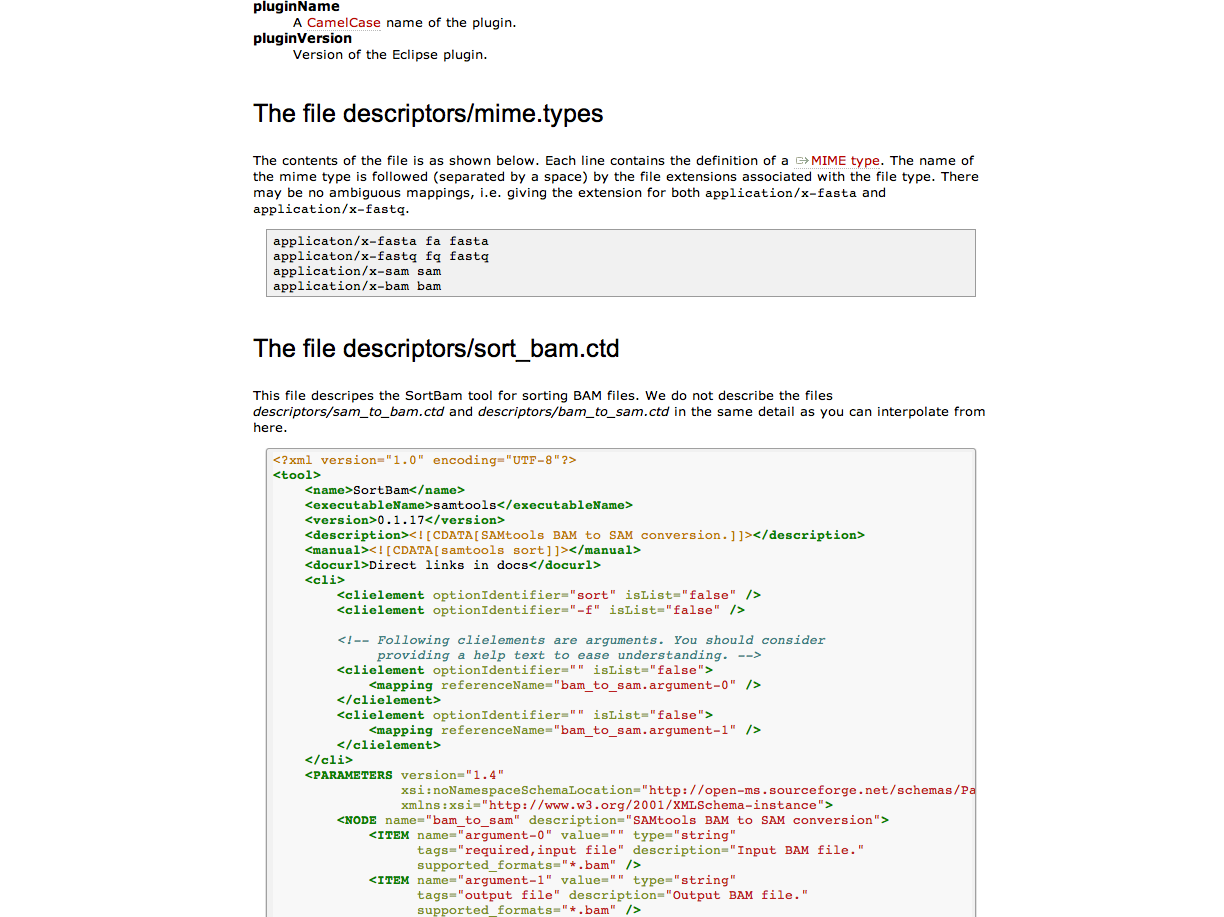 pluginName
A CamelCase name of the plugin.
pluginVersion
Version of the Eclipse plugin.
The file descriptors/mime.types
The contents of the file is as shown below. Each line contains the definition of a MIME type. The name of
the mime type is followed (separated by a space) by the file extensions associated with the file type. There
may be no ambiguous mappings, i.e. giving the extension for both application/x-fasta and
application/x-fastq.
applicaton/x-fasta fa fasta
applicaton/x-fastq fq fastq
application/x-sam sam
application/x-bam bam
The file descriptors/sort_bam.ctd
This file descripes the SortBam tool for sorting BAM files. We do not describe the files
descriptors/sam_to_bam.ctd and descriptors/bam_to_sam.ctd in the same detail as you can interpolate from
here.
<?xml version="1.0" encoding="UTF-8"?>
<tool>
    <name>SortBam</name>
    <executableName>samtools</executableName>
    <version>0.1.17</version>
    <description><![CDATA[SAMtools BAM to SAM conversion.]]></description>
    <manual><![CDATA[samtools sort]]></manual>
    <docurl>Direct links in docs</docurl>
    <cli>
        <clielement optionIdentifier="sort" isList="false" />
        <clielement optionIdentifier="-f" isList="false" />
        <!-- Following clielements are arguments. You should consider
             providing a help text to ease understanding. -->
        <clielement optionIdentifier="" isList="false">
            <mapping referenceName="bam_to_sam.argument-0" />
        </clielement>
        <clielement optionIdentifier="" isList="false">
            <mapping referenceName="bam_to_sam.argument-1" />
        </clielement>
    </cli>
    <PARAMETERS version="1.4"
                xsi:noNamespaceSchemaLocation="http://open-ms.sourceforge.net/schemas/Pa
                xmlns:xsi="http://www.w3.org/2001/XMLSchema-instance">
        <NODE name="bam_to_sam" description="SAMtools BAM to SAM conversion">
            <ITEM name="argument-0" value="" type="string"
                  tags="required,input file" description="Input BAM file."
                  supported_formats="*.bam" />
            <ITEM name="argument-1" value="" type="string"
                  tags="output file" description="Output BAM file."
                  supported_formats="*.bam" />